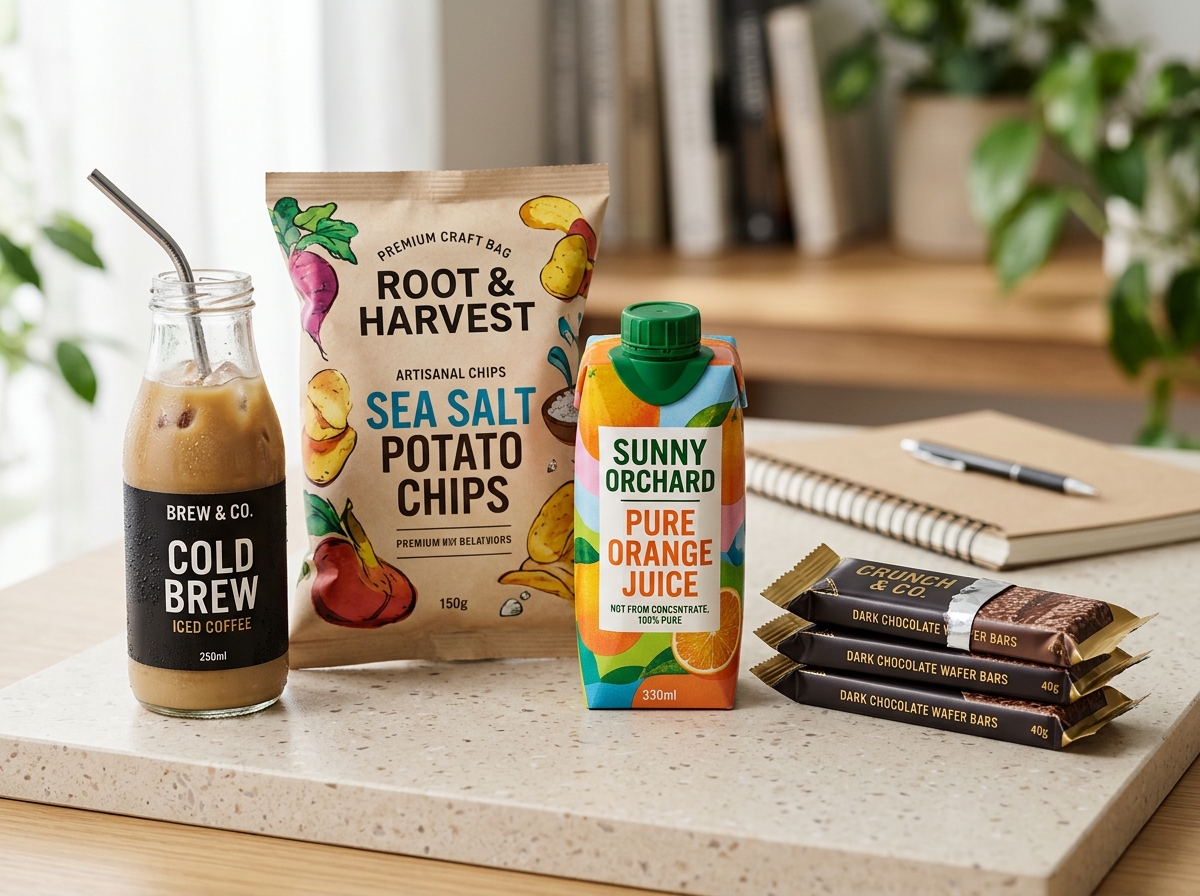 BREW & CO.
COLD
BREW
ICED COFFEE
250ml
PREMIUM CRAFT BAG
ROOT &
HARVEST
ARTISANAL CHIPS
SEA SALT
POTATO
CHIPS
PREMIUM
150g
SUNNY
ORCHARD
PURE
ORANGE
JUICE
NOT FROM CONCSNTRATE,
100% PURE
330ml
CRUNCH
& CO.
DARK CHOCOLATE WAFER BARS
DARK CHOCOLATE WAFER BARS
40g
DARK CHOCOLATE WAFER BARS
40g